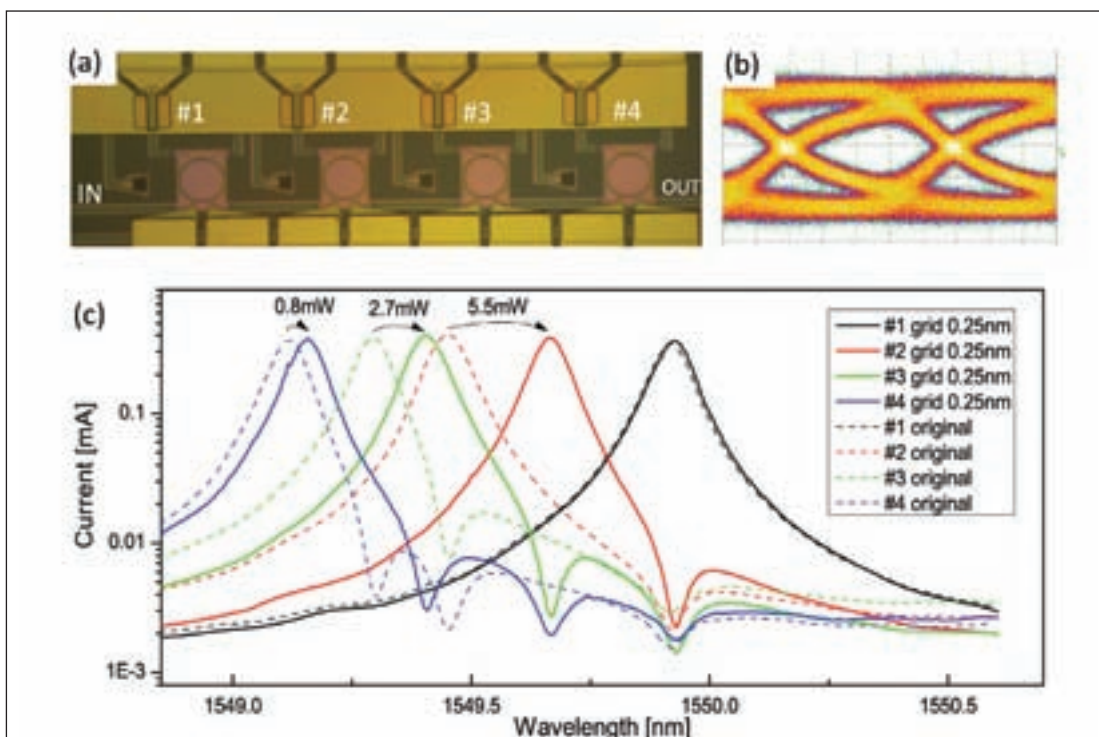 (a)
(b)
#1
#2
#3
#4
IN
OUT
(c)
0.8mW
2.7mW
5.5mW
#1 grid 0.25nm
#2 grid 0.25nm
#3 grid 0.25nm
#4 grid 0.25nm
#1 original
#2 original
#3 original
#4 original
Current [mA]
0.1
0.01
1E-3
1549.0
1549.5
1550.0
1550.5
Wavelength [nm]